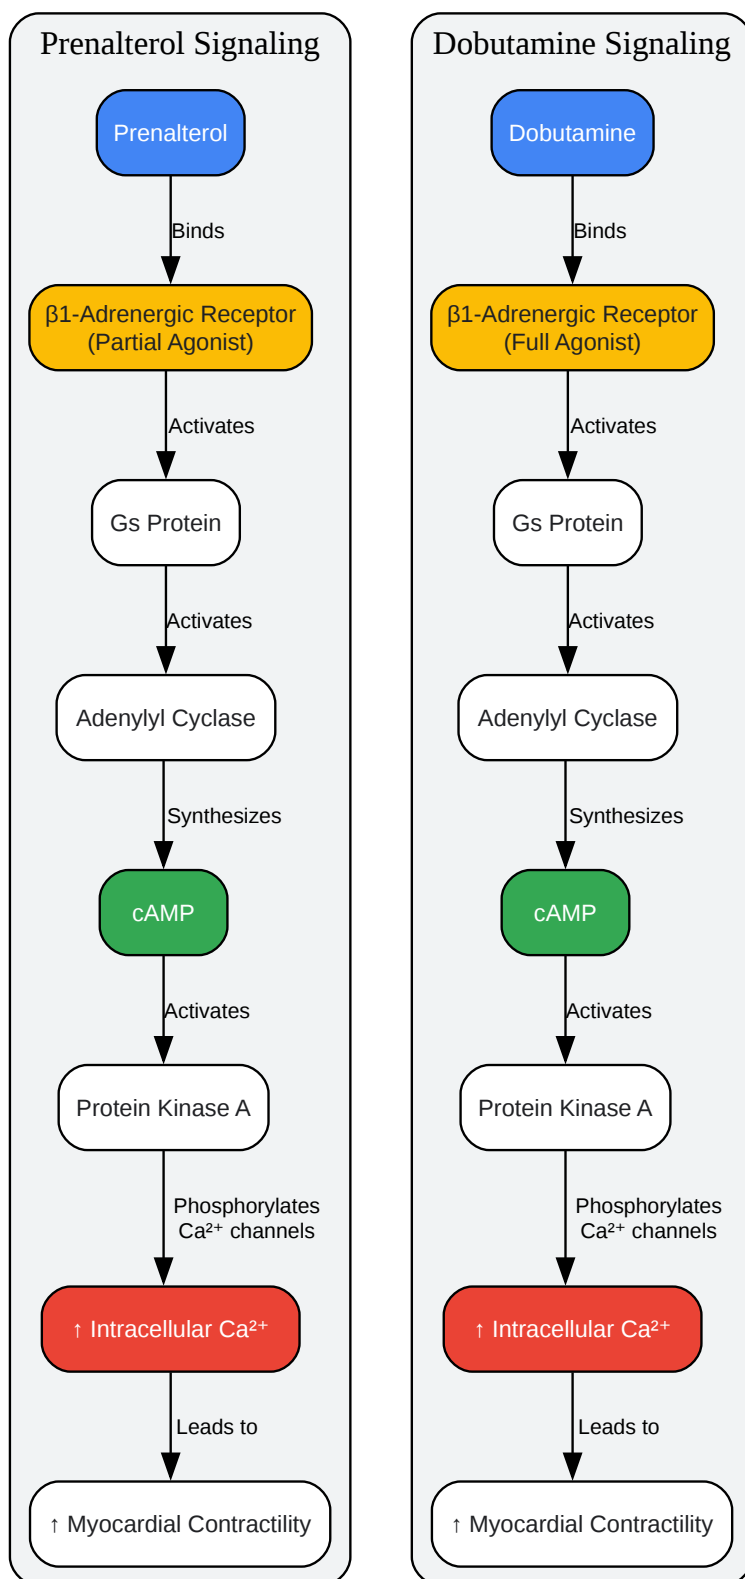 Prenalterol Signaling
Prenalterol
Binds
β1-Adrenergic Receptor
(Partial Agonist)
Activates
Gs Protein
Activates
Adenylyl Cyclase
Synthesizes
cAMP
Activates
Protein Kinase A
Phosphorylates
Ca²⁺ channels
↑ Intracellular Ca²⁺
Leads to
↑ Myocardial Contractility
Dobutamine Signaling
Dobutamine
Binds
β1-Adrenergic Receptor
(Full Agonist)
Activates
Gs Protein
Activates
Adenylyl Cyclase
Synthesizes
cAMP
Activates
Protein Kinase A
Phosphorylates
Ca²⁺ channels
↑ Intracellular Ca²⁺
Leads to
↑ Myocardial Contractility